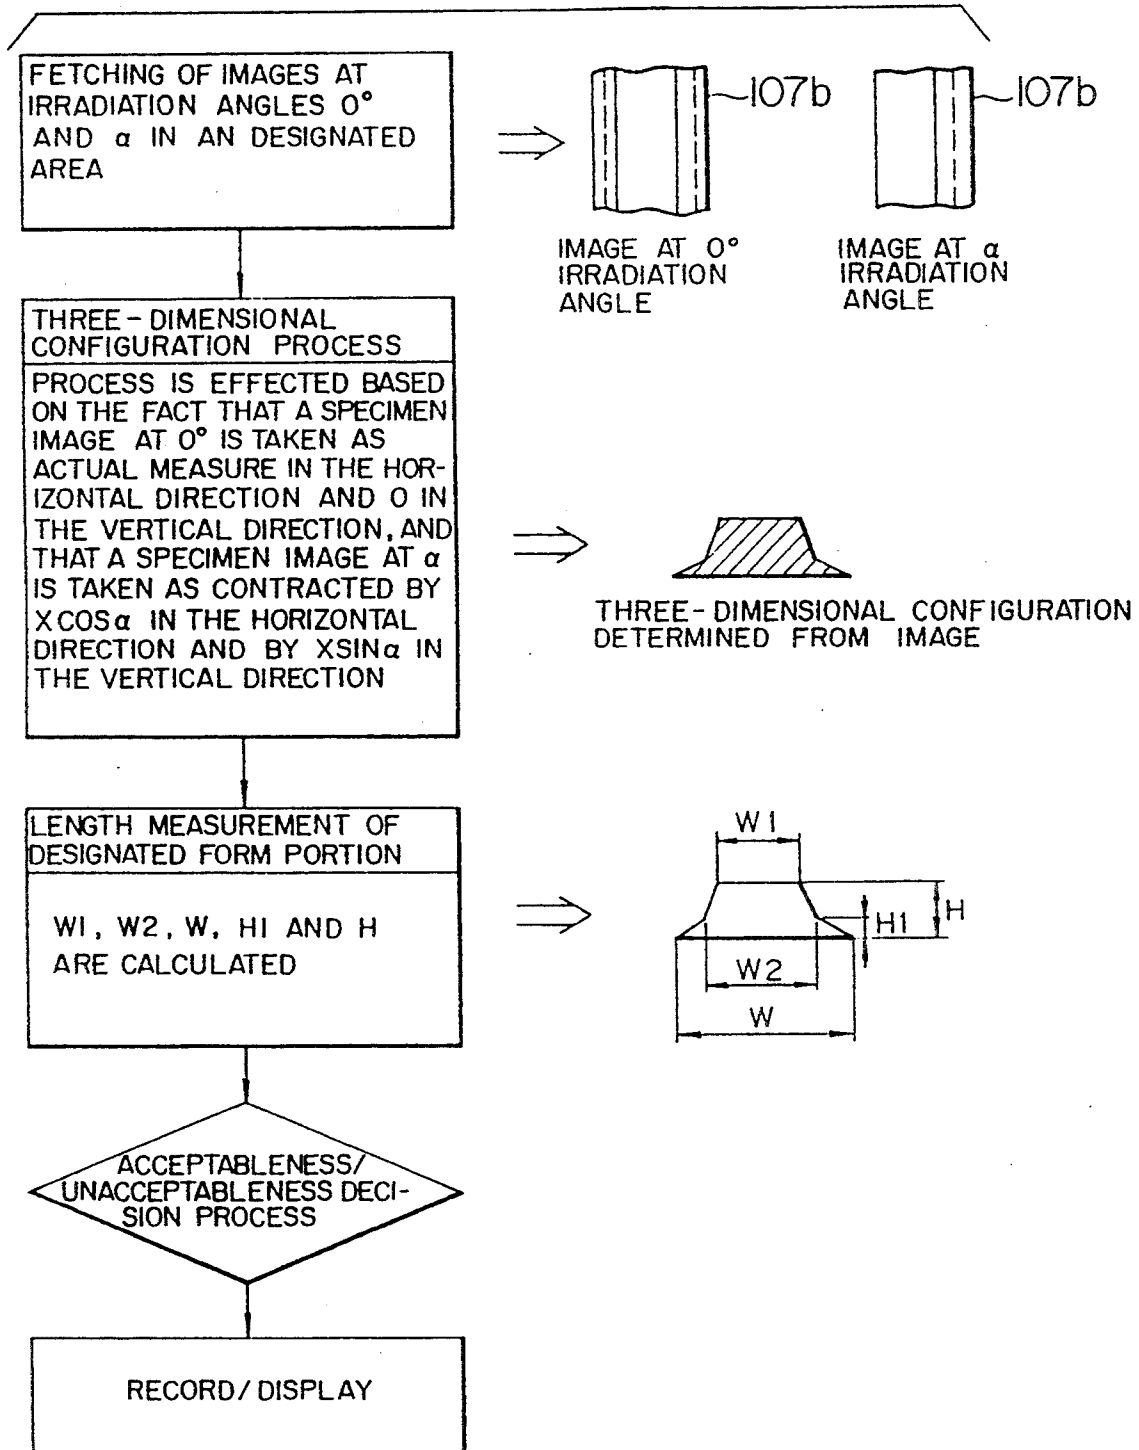 FETCHING OF IMAGES AT
IRRADIATION ANGLES 0°
AND α IN AN DESIGNATED
AREA
107b
107b
IMAGE AT 0°
IRRADIATION
ANGLE
IMAGE AT α
IRRADIATION
ANGLE
THREE-DIMENSIONAL
CONFIGURATION PROCESS
PROCESS IS EFFECTED BASED
ON THE FACT THAT A SPECIMEN
IMAGE AT 0° IS TAKEN AS
ACTUAL MEASURE IN THE HOR-
IZONTAL DIRECTION AND 0 IN
THE VERTICAL DIRECTION, AND
THAT A SPECIMEN IMAGE AT α
IS TAKEN AS CONTRACTED BY
XCOSα IN THE HORIZONTAL
DIRECTION AND BY XSINα IN
THE VERTICAL DIRECTION
THREE-DIMENSIONAL CONFIGURATION
DETERMINED FROM IMAGE
LENGTH MEASUREMENT OF
DESIGNATED FORM PORTION
W1, W2, W, H1 AND H
ARE CALCULATED
W1
H1
H
W2
W
ACCEPTABLENESS/
UNACCEPTABLENESS DECI-
SION PROCESS
RECORD/DISPLAY